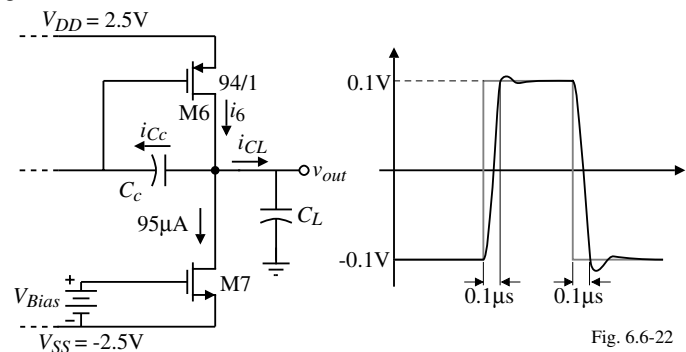 V_DD = 2.5V
94/1
M6
i_6
i_Cc
i_CL
v_out
C_c
C_L
95μA
M7
V_Bias
+
−
V_SS = -2.5V
0.1V
-0.1V
0.1μs
0.1μs
Fig. 6.6-22